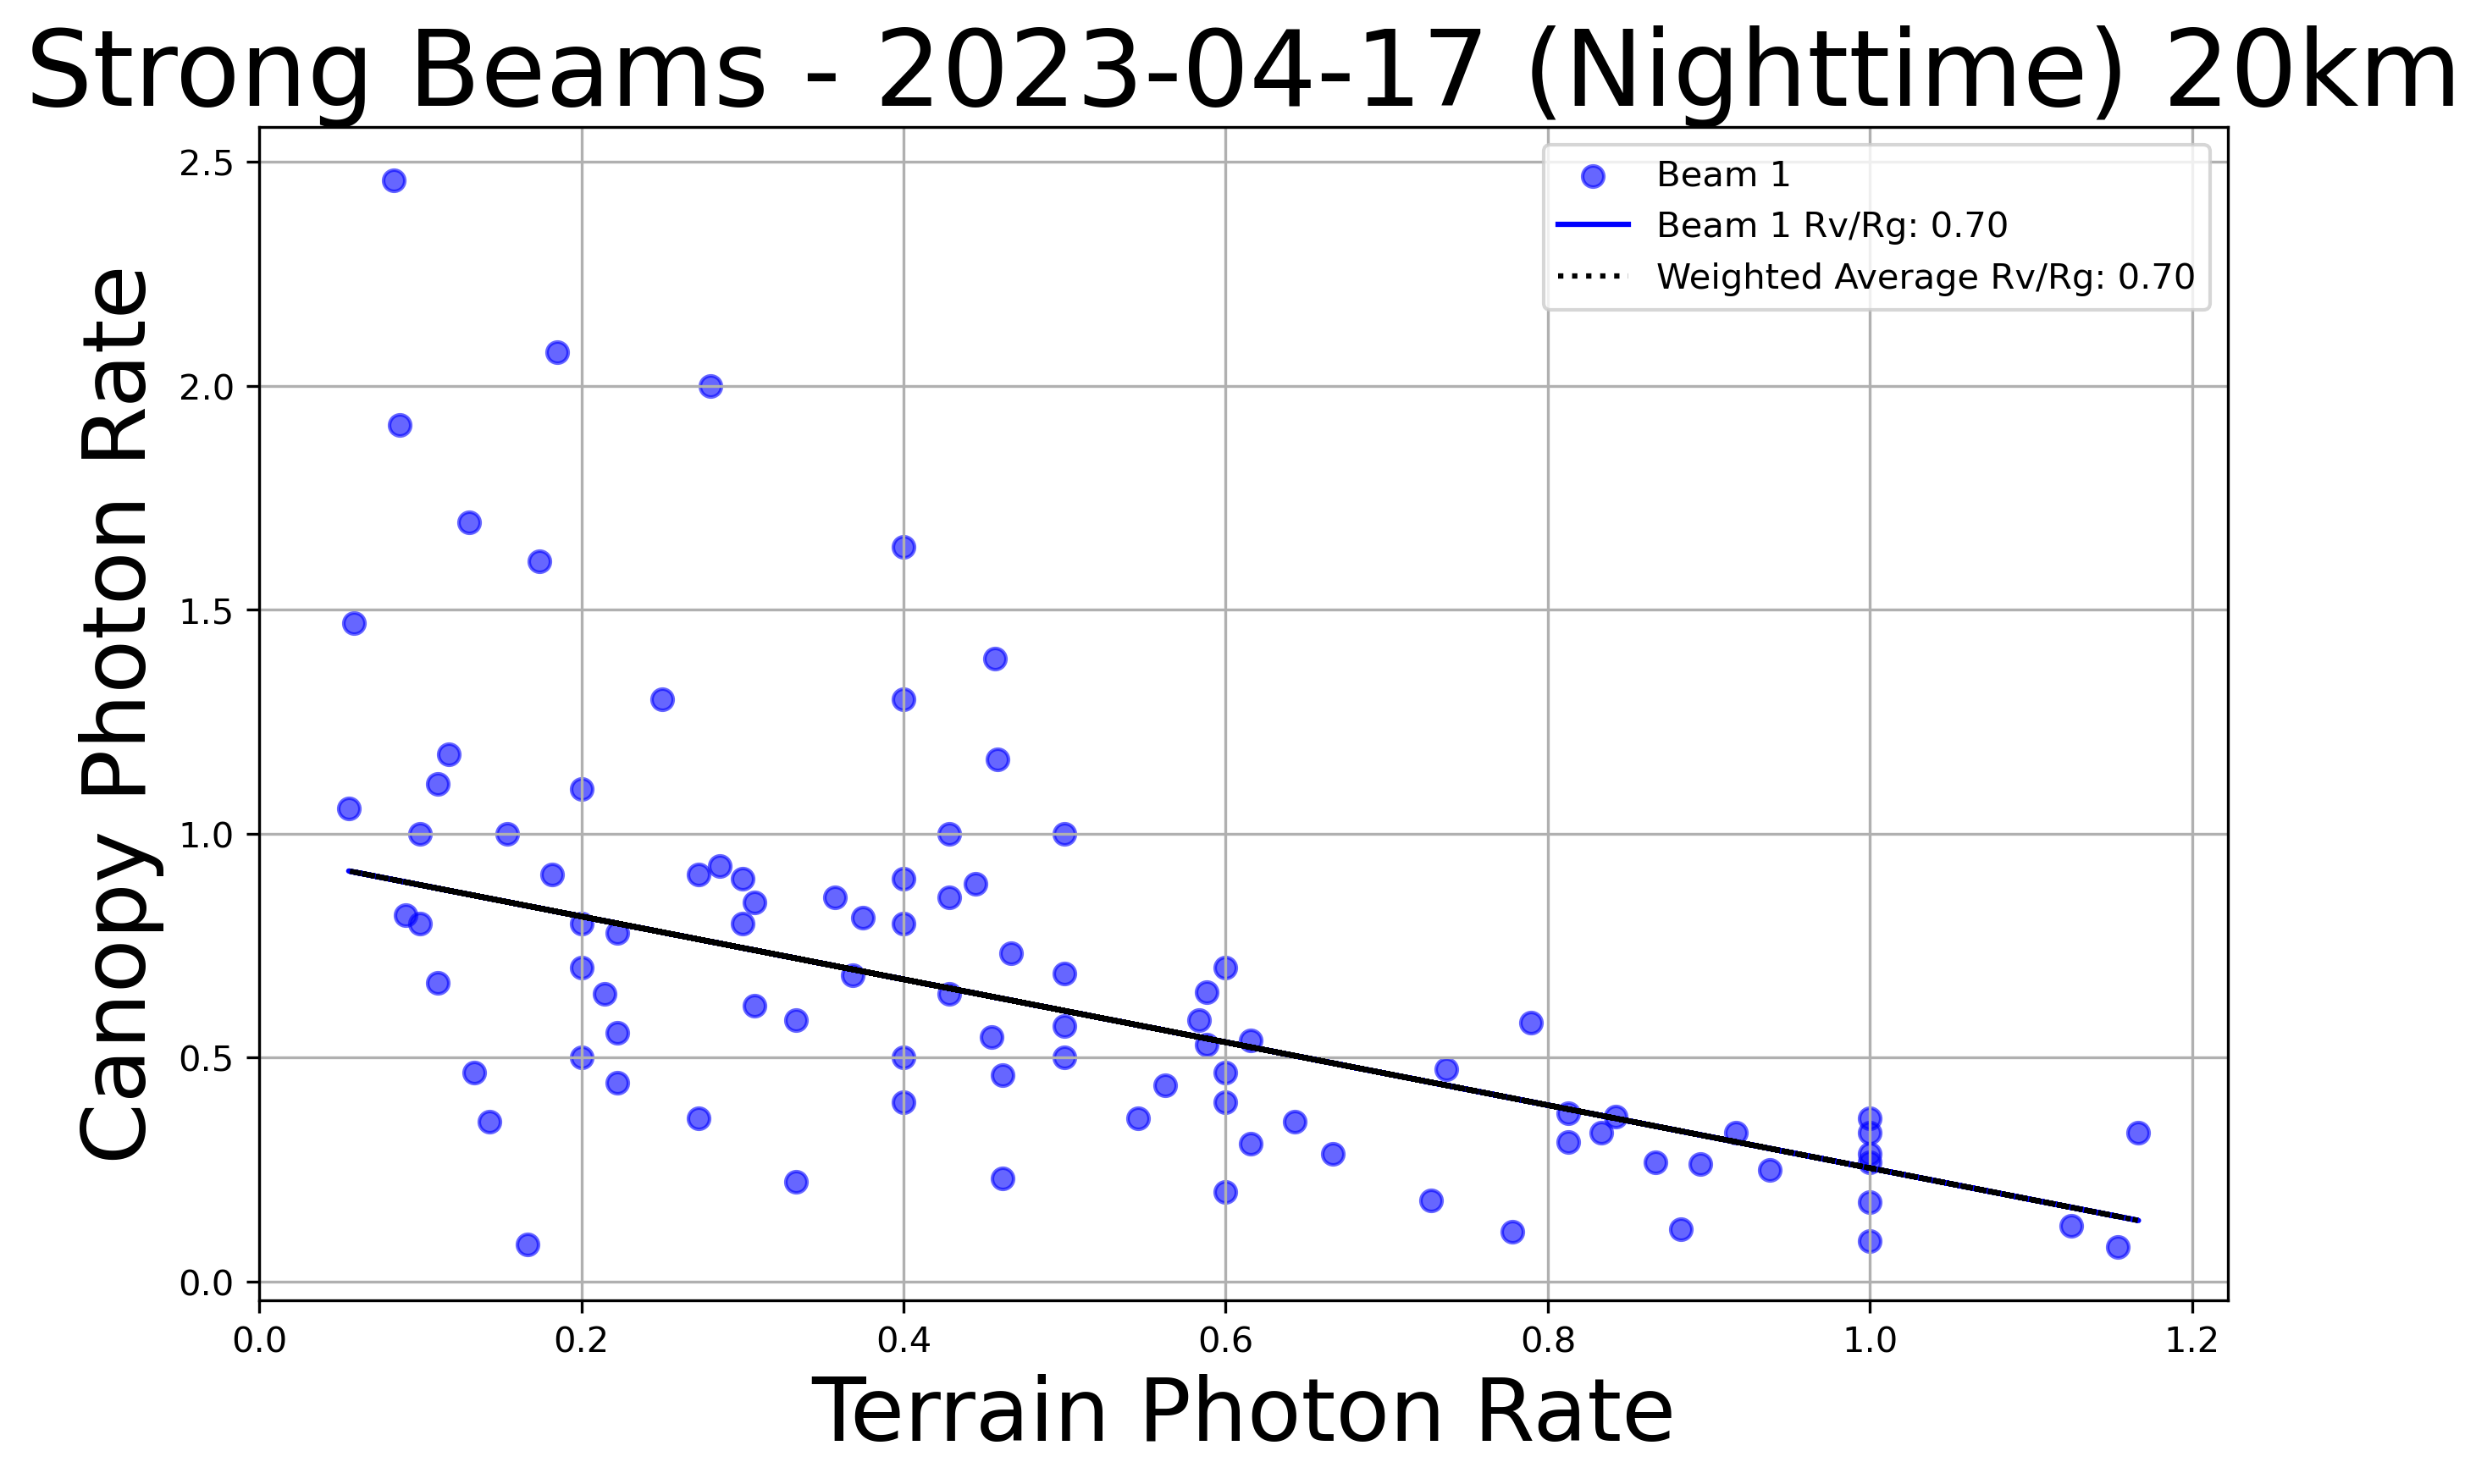 Strong Beams - 2023-04-17 (Nighttime) 20km
Beam 1
Beam 1 Rv/Rg: 0.70
Weighted Average Rv/Rg: 0.70
Canopy Photon Rate
2.5
2.0
1.5
1.0
0.5
0.0
0.0 0.2 0.4 0.6 0.8 1.0 1.2
Terrain Photon Rate